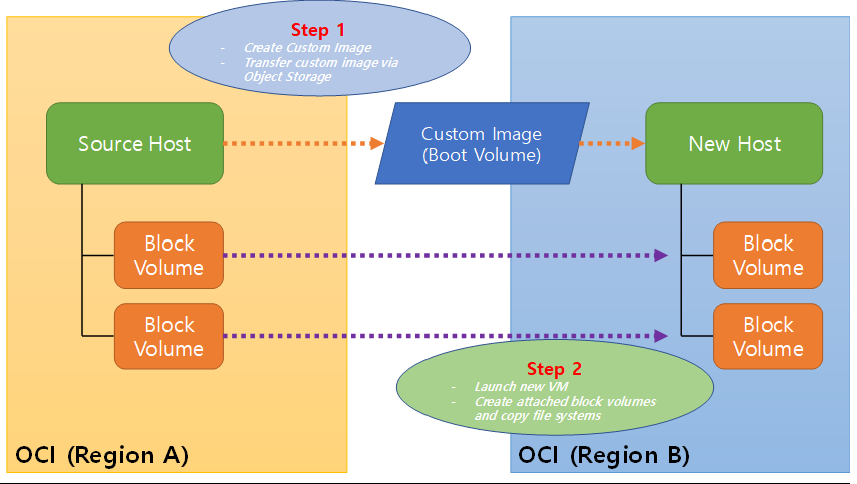 Step 1
- Create Custom Image
- Transfer custom image via
Object Storage
Source Host
Custom Image
(Boot Volume)
New Host
Block
Volume
Block
Volume
Block
Volume
Block
Volume
Step 2
- Launch new VM
- Create attached block volumes
and copy file systems
OCI (Region A)
OCI (Region B)